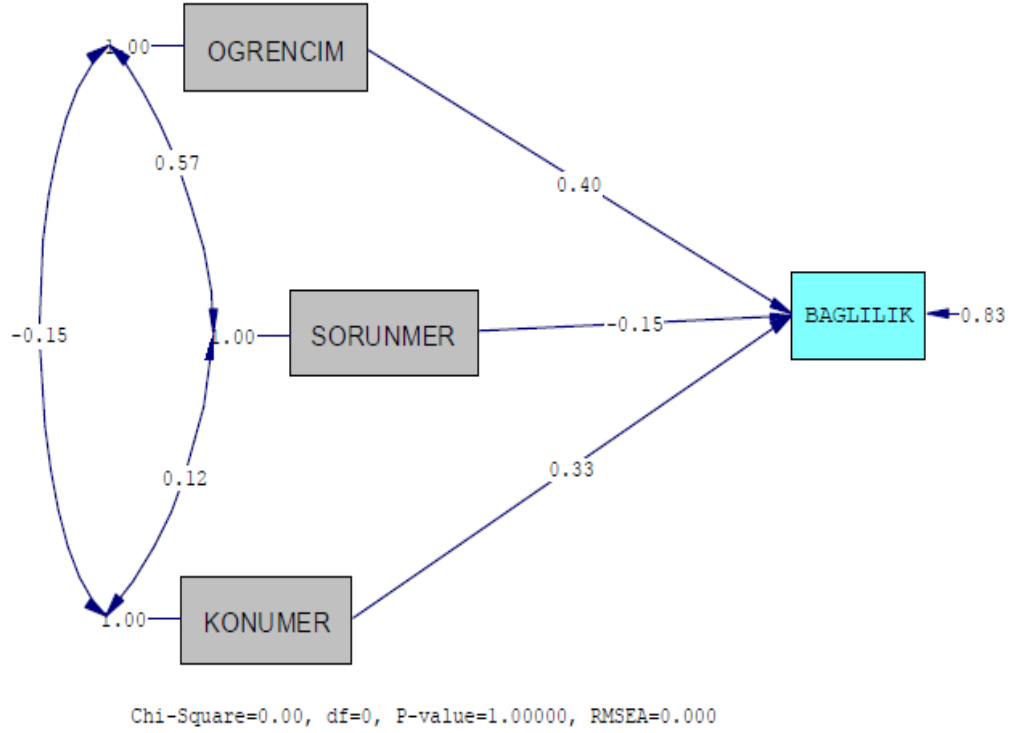 1.00
OGRENCIM
0.57
0.40
-0.15
1.00
SORUNMER
-0.15
BAGLILIK
0.83
0.12
0.33
1.00
KONUMER
Chi-Square=0.00, df=0, P-value=1.00000, RMSEA=0.000